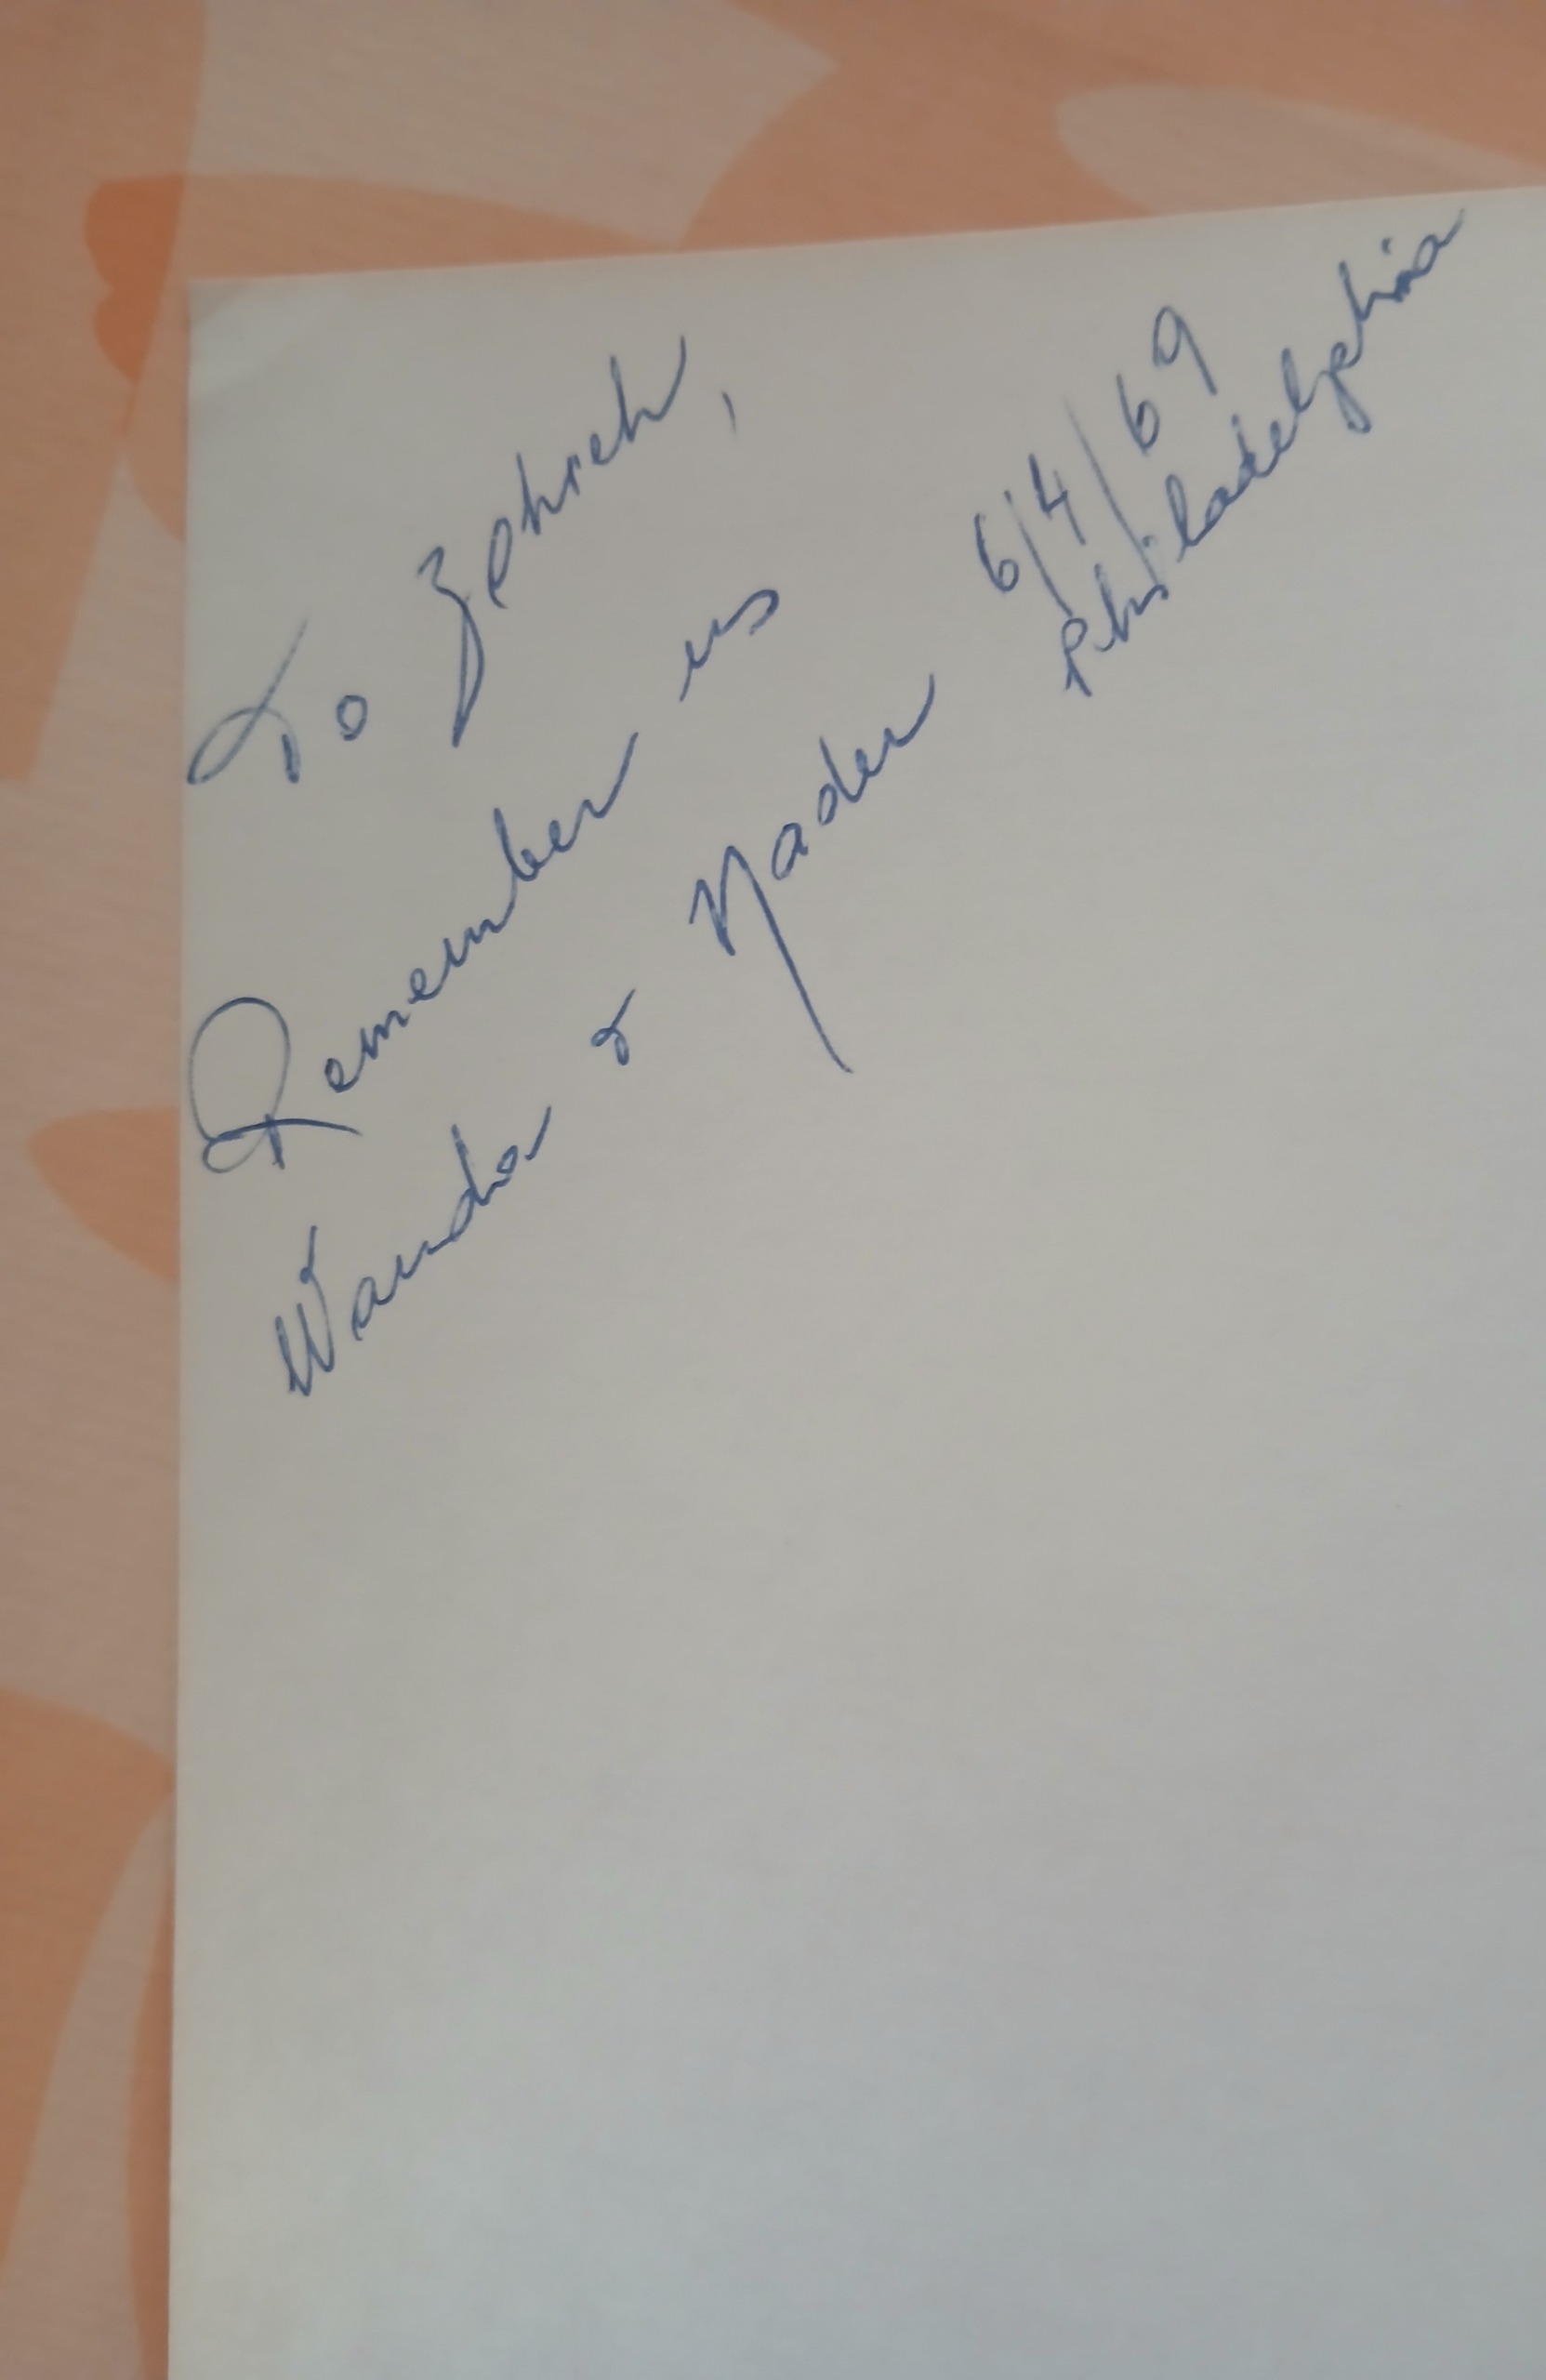 To Zohreh,
Remember us
Wanda & Nader
6/4/69
Philadelphia